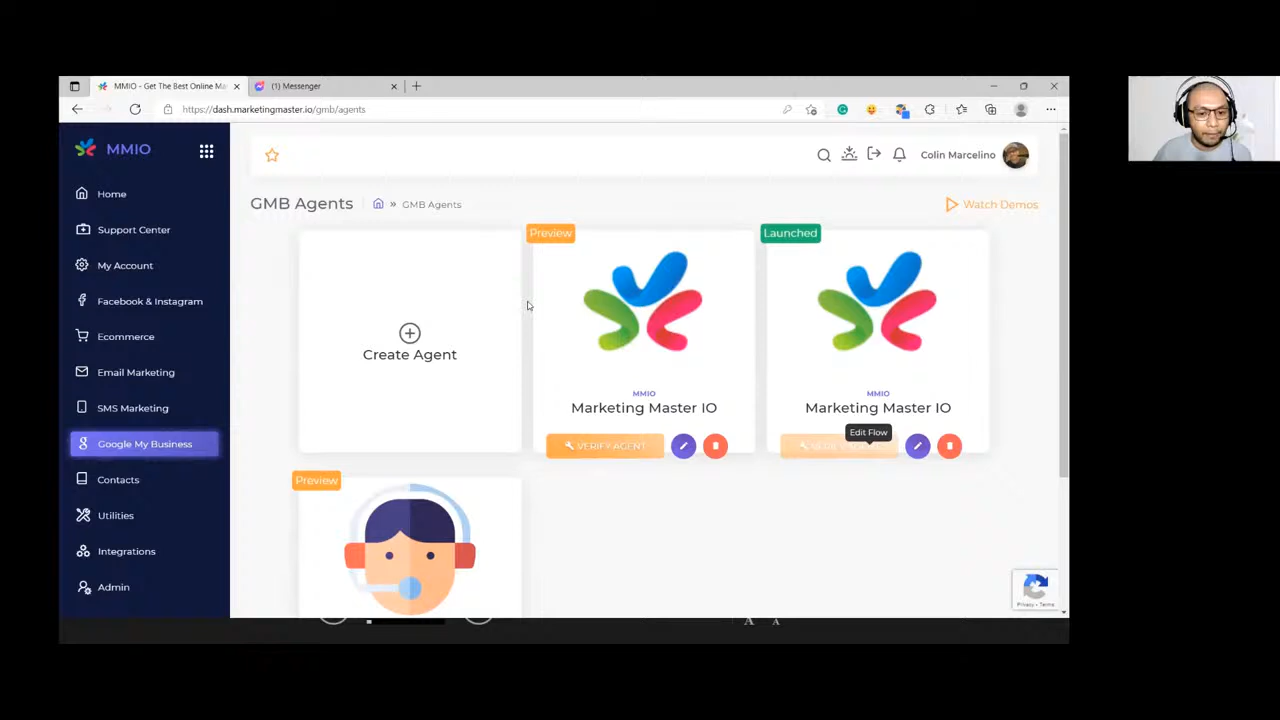 MMIO - Get The Best Online Ma
(1) Messenger
https://dash.marketingmaster.io/gmb/agents
MMIO
Colin Marcelino
Home
Support Center
My Account
Facebook & Instagram
Ecommerce
Email Marketing
SMS Marketing
Google My Business
Contacts
Utilities
Integrations
Admin
GMB Agents
» GMB Agents
Watch Demos
Create Agent
Preview
MMIO
Marketing Master IO
VERIFY AGENT
Launched
MMIO
Marketing Master IO
Edit Flow
Preview
Privacy • Terms
A A